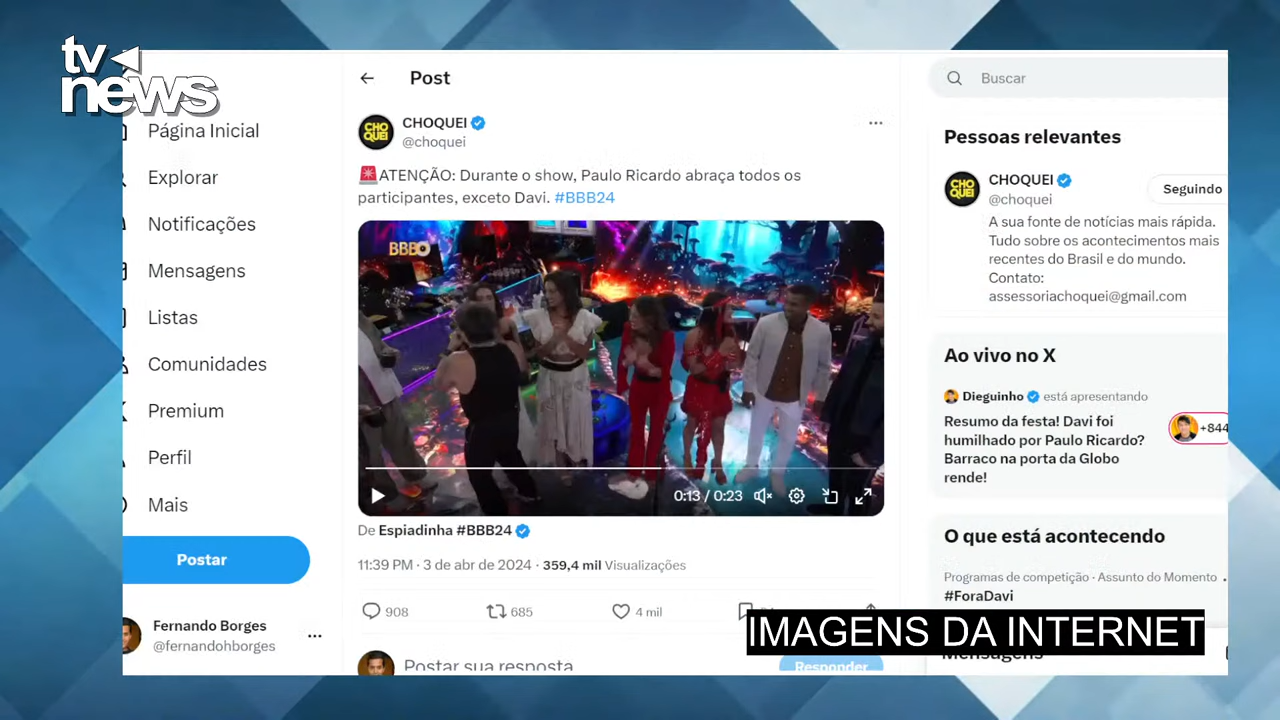 tv
news
Página Inicial
Explorar
Notificações
Mensagens
Listas
Comunidades
Premium
Perfil
Mais
Postar
Fernando Borges
@fernandohborges
Post
CHO
QUEI
CHOQUEI
@choquei
🚨ATENÇÃO: Durante o show, Paulo Ricardo abraça todos os
participantes, exceto Davi. #BBB24
BBB
0:13 / 0:23
De Espiadinha #BBB24
11:39 PM · 3 de abr de 2024 · 359,4 mil Visualizações
908 685 4 mil
Postar sua resposta
Responder
Buscar
Pessoas relevantes
CHO
QUEI
CHOQUEI
@choquei
Seguindo
A sua fonte de notícias mais rápida.
Tudo sobre os acontecimentos mais
recentes do Brasil e do mundo.
Contato:
assessoriachoquei@gmail.com
Ao vivo no X
Dieguinho está apresentando
Resumo da festa! Davi foi
humilhado por Paulo Ricardo?
Barraco na porta da Globo
rende!
+844
O que está acontecendo
Programas de competição · Assunto do Momento
#ForaDavi
IMAGENS DA INTERNET
Mensagens